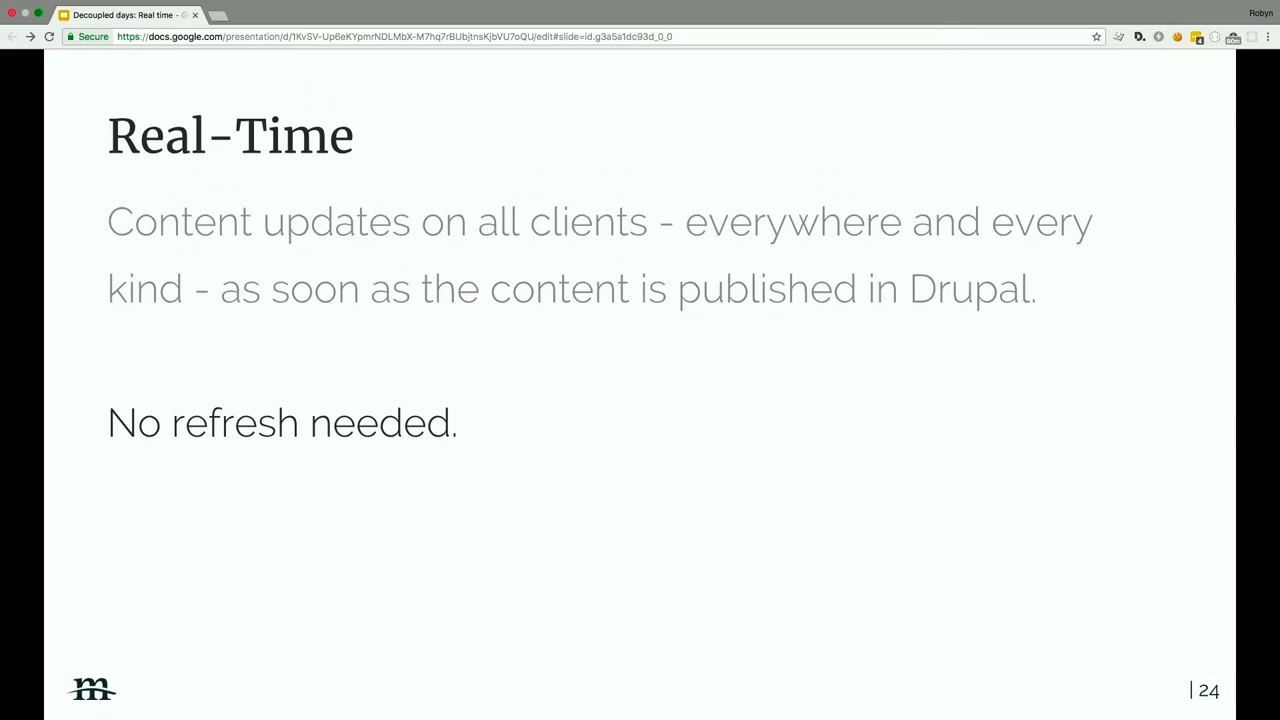 Decoupled days: Real time - G
Robyn
Secure
https://docs.google.com/presentation/d/1KvSV-Up6eKYpmrNDLMbX-M7hq7rBUbjtnsKjbVU7oQU/edit#slide=id.g3a5a1dc93d_0_0
D.
4
90m
Real-Time
Content updates on all clients - everywhere and every
kind - as soon as the content is published in Drupal.
No refresh needed.
m
| 24